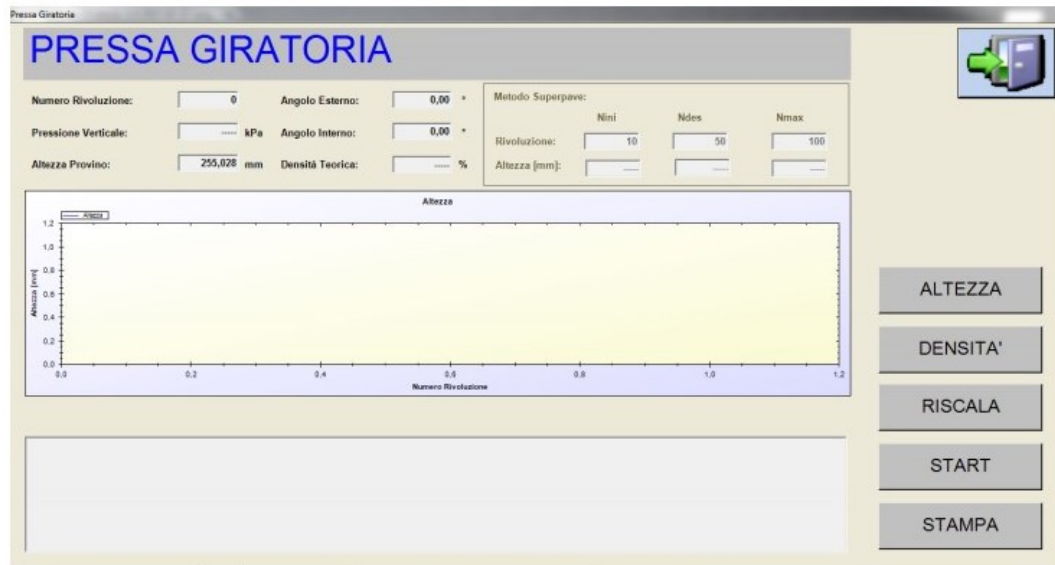 Pressa Giratoria
PRESSA GIRATORIA
Numero Rivoluzione: 0
Angolo Esterno: 0,00 °
Pressione Verticale: ----- kPa
Angolo Interno: 0,00 °
Altezza Provino: 255,028 mm
Densitá Teorica: ----- %
Metodo Superpave:
Nini Ndes Nmax
Rivoluzione: 10 50 100
Altezza [mm]: ----- ----- -----
Altezza
Altezza
1,2
1,0
0,8
0,6
0,4
0,2
0,0
Altezza [mm]
0,0 0,2 0,4 0,6 0,8 1,0 1,2
Numero Rivoluzione
ALTEZZA
DENSITA'
RISCALA
START
STAMPA